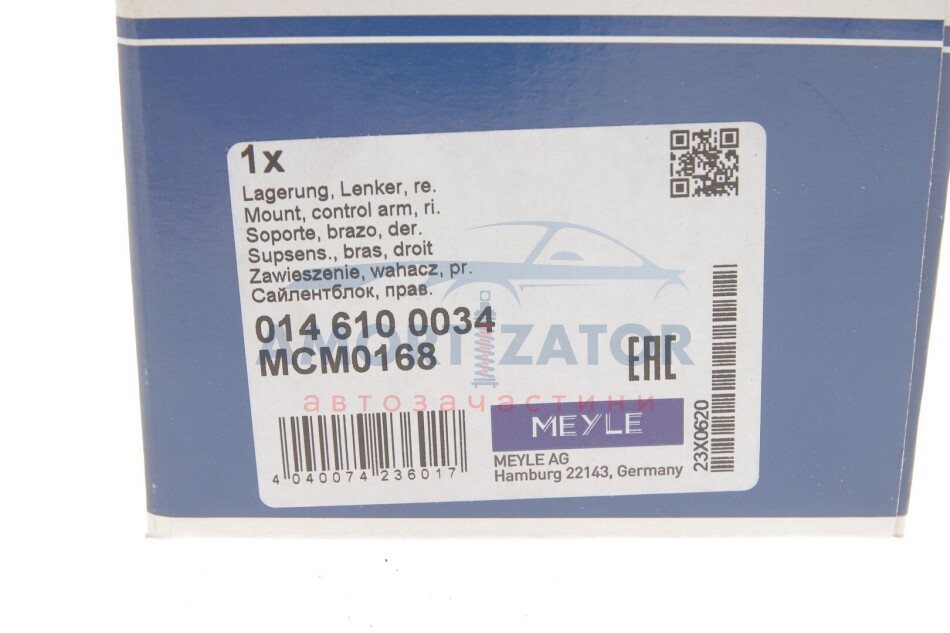 1x
Lagerung, Lenker, re.
Mount, control arm, ri.
Soporte, brazo, der.
Supsens., bras, droit
Zawieszenie, wahacz, pr.
Сайлентблок, прав.
014 610 0034
MCM0168
AMORTIZATOR
автозачастини
EAC
MEYLE
MEYLE AG
Hamburg 22143, Germany
4 040074 236017
23X0620